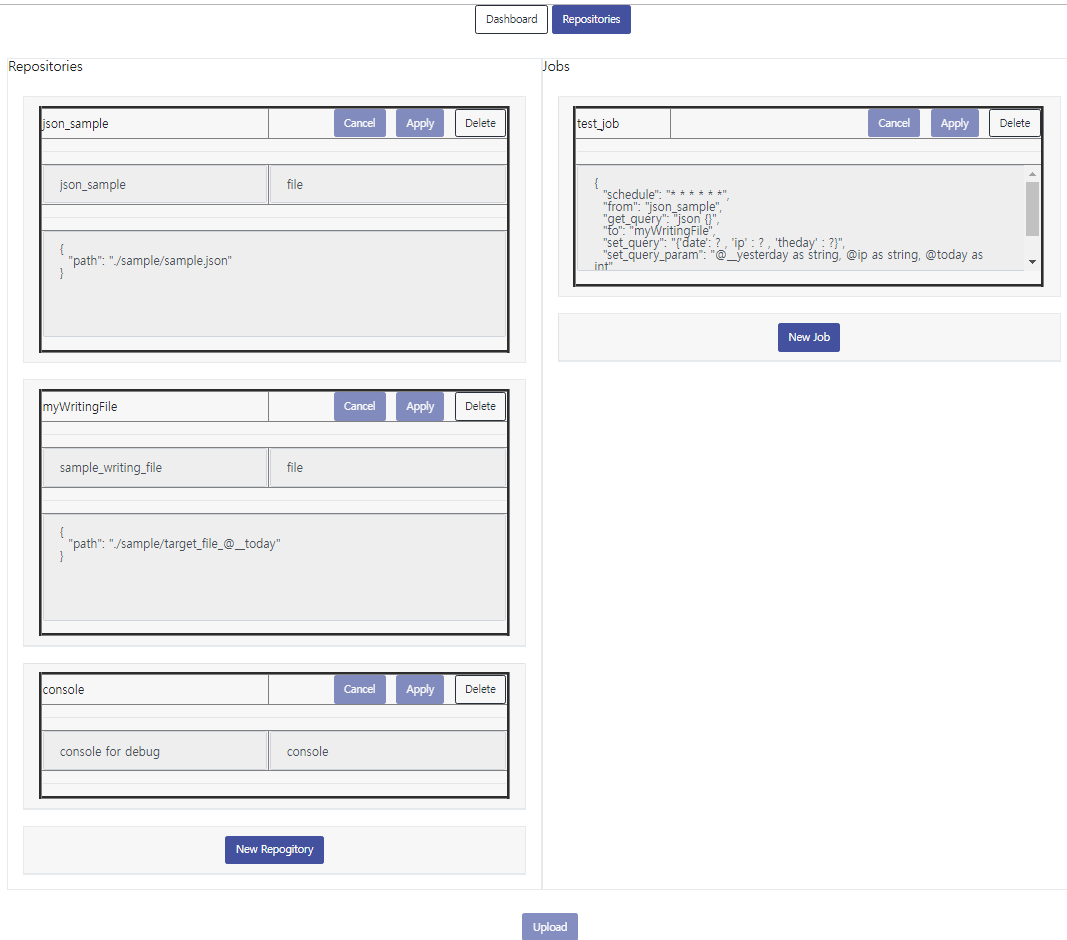 Dashboard Repositories
Repositories
json_sample Cancel Apply Delete
json_sample file
{
"path": "./sample/sample.json"
}
myWritingFile Cancel Apply Delete
sample_writing_file file
{
"path": "./sample/target_file_@__today"
}
console Cancel Apply Delete
console for debug console
New Repogitory
Jobs
test_job Cancel Apply Delete
{
"schedule": "* * * * * *",
"from": "json_sample",
"get_query": "json {}",
"to": "myWritingFile",
"set_query": "{'date': ? , 'ip' : ? , 'theday' : ?}",
"set_query_param": "@__yesterday as string, @ip as string, @today as
int"
New Job
Upload